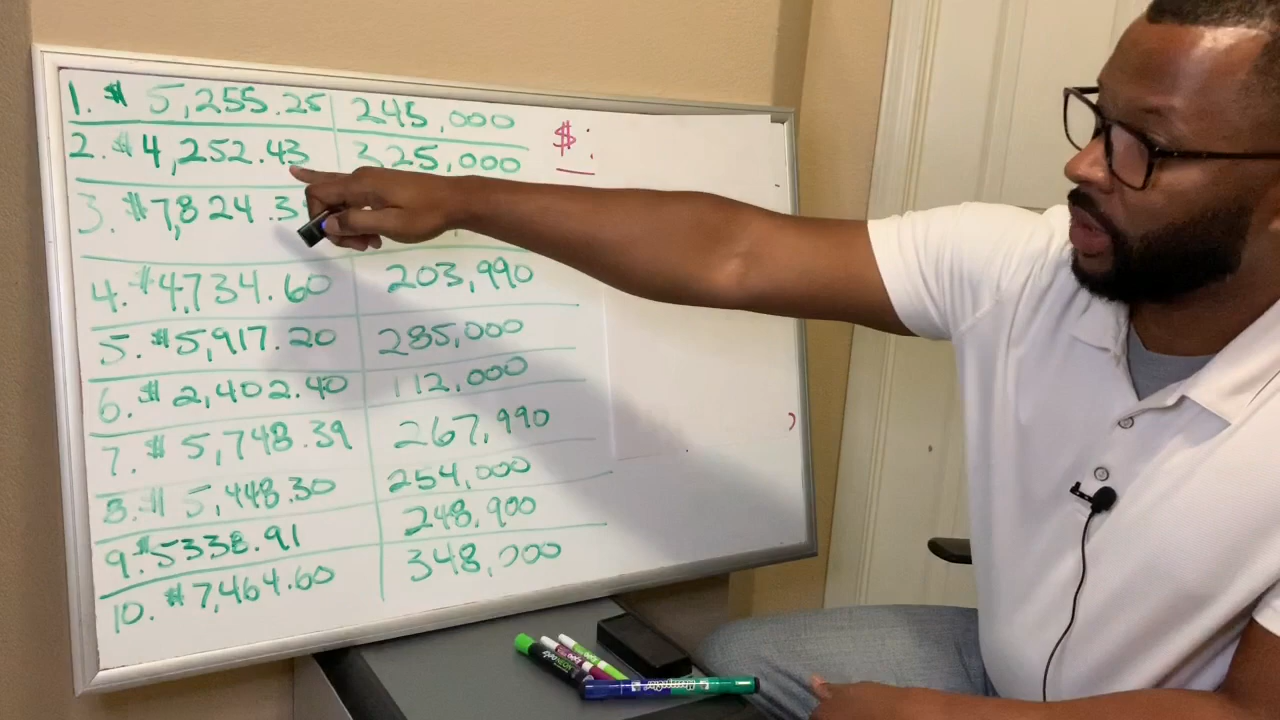 1. $ 5,255.25 245,000
$:
2. $4,252.43 325,000
3. $7,824.3
4. $4,734.60 203,990
5. $5,917.20 285,000
6. $2,402.40 112,000
7. $ 5,748.39 267,990
8. $ 5,448.30 254,000
9. $5338.91 248,900
10. $7,464.60 348,000